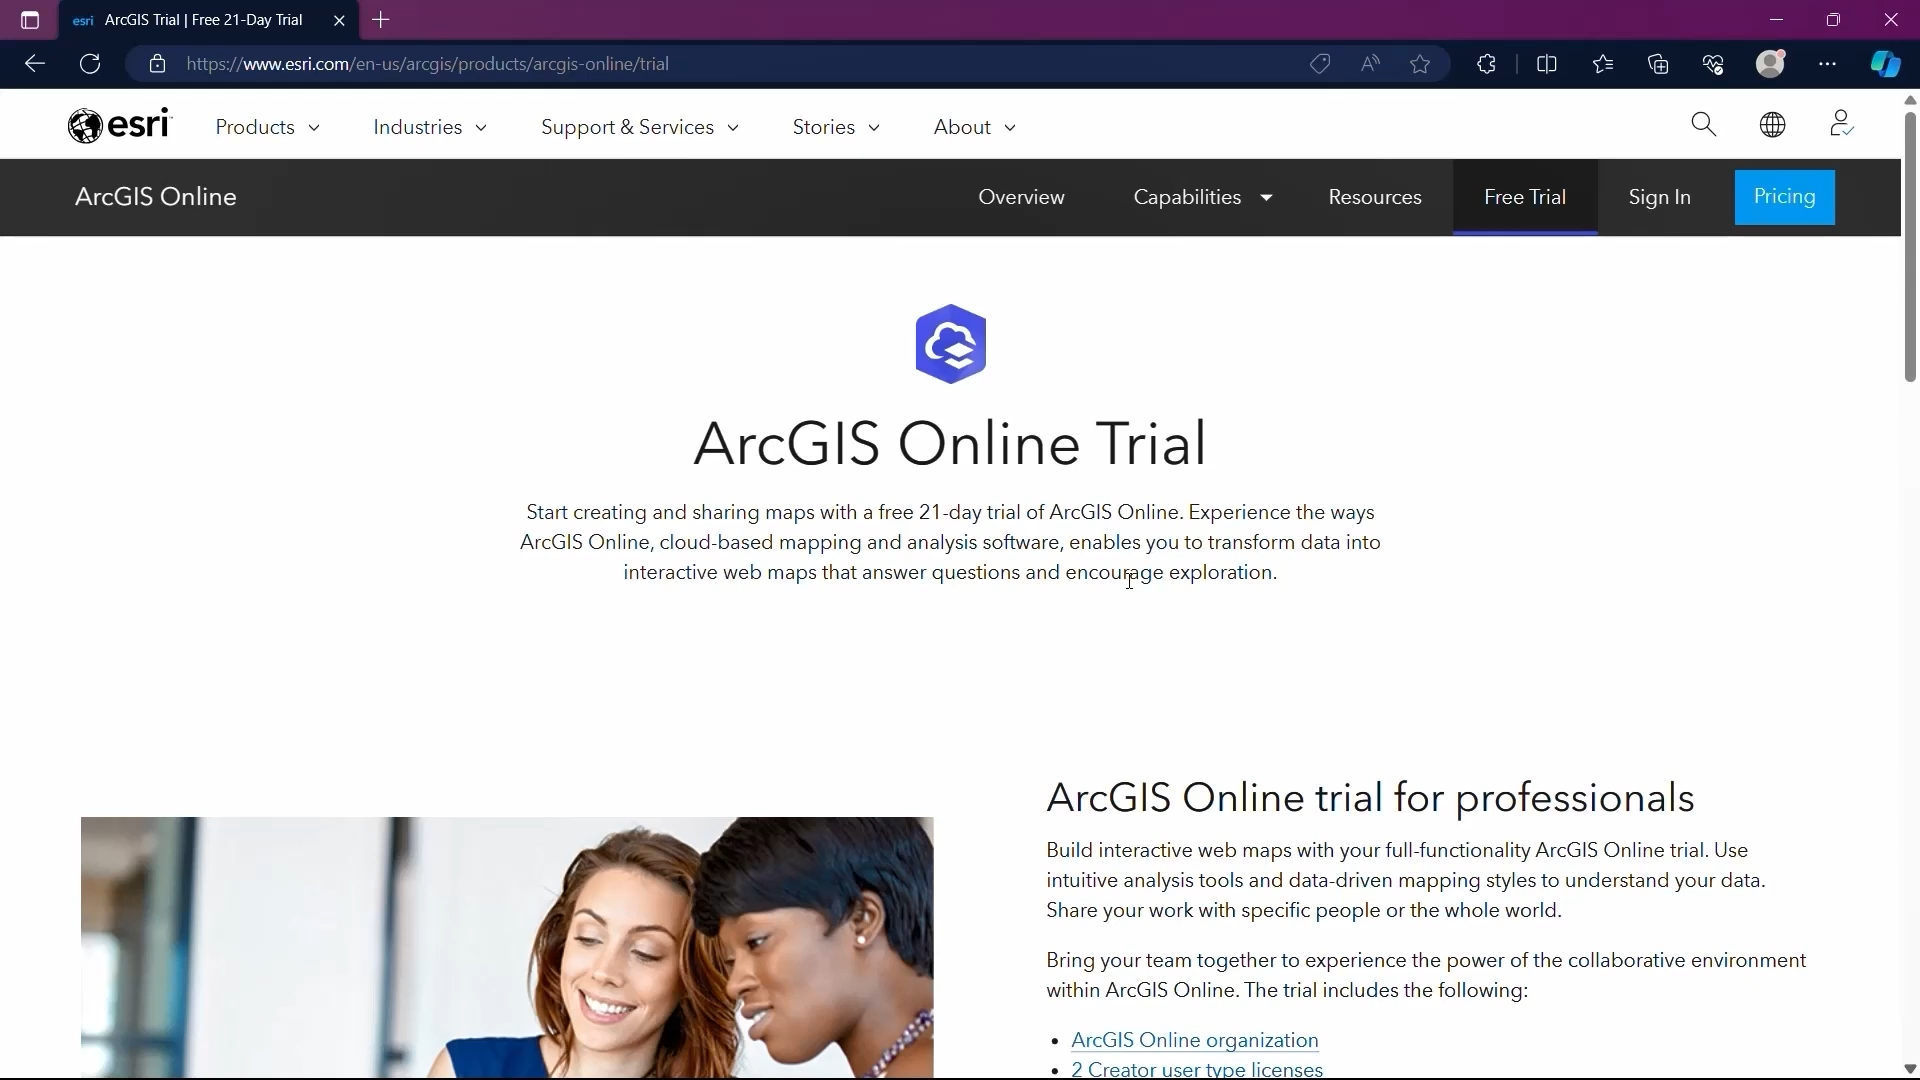 esri ArcGIS Trial | Free 21-Day Trial
https://www.esri.com/en-us/arcgis/products/arcgis-online/trial
esri Products Industries Support & Services Stories About
ArcGIS Online Overview Capabilities Resources Free Trial Sign In Pricing
ArcGIS Online Trial
Start creating and sharing maps with a free 21-day trial of ArcGIS Online. Experience the ways
ArcGIS Online, cloud-based mapping and analysis software, enables you to transform data into
interactive web maps that answer questions and encourage exploration.
ArcGIS Online trial for professionals
Build interactive web maps with your full-functionality ArcGIS Online trial. Use
intuitive analysis tools and data-driven mapping styles to understand your data.
Share your work with specific people or the whole world.
Bring your team together to experience the power of the collaborative environment
within ArcGIS Online. The trial includes the following:
• ArcGIS Online organization
• 2 Creator user type licenses